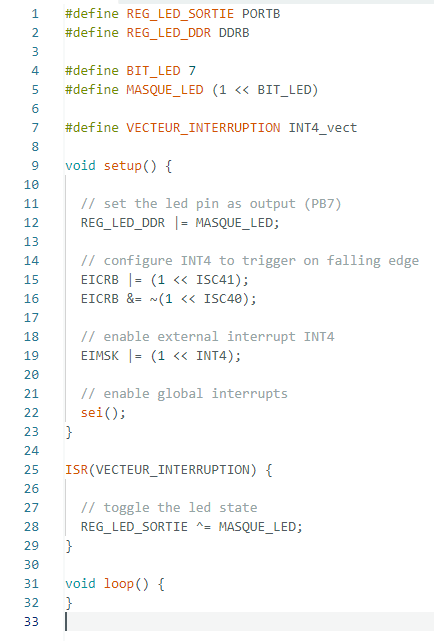 1 #define REG_LED_SORTIE PORTB
2 #define REG_LED_DDR DDRB
3
4 #define BIT_LED 7
5 #define MASQUE_LED (1 << BIT_LED)
6
7 #define VECTEUR_INTERRUPTION INT4_vect
8
9 void setup() {
10
11   // set the led pin as output (PB7)
12   REG_LED_DDR |= MASQUE_LED;
13
14   // configure INT4 to trigger on falling edge
15   EICRB |= (1 << ISC41);
16   EICRB &= ~(1 << ISC40);
17
18   // enable external interrupt INT4
19   EIMSK |= (1 << INT4);
20
21   // enable global interrupts
22   sei();
23 }
24
25 ISR(VECTEUR_INTERRUPTION) {
26
27   // toggle the led state
28   REG_LED_SORTIE ^= MASQUE_LED;
29 }
30
31 void loop() {
32 }
33